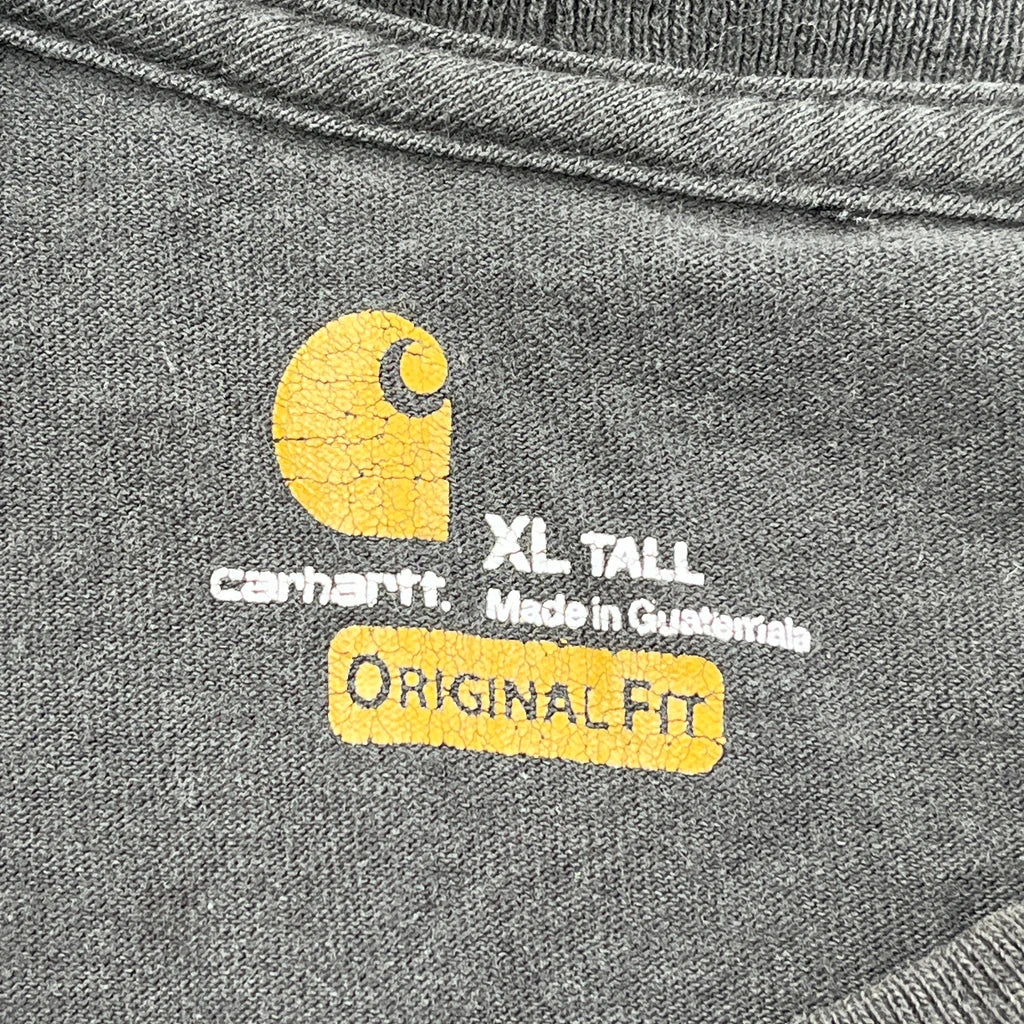 carhartt.
XL TALL
Made in Guatemala
ORIGINAL FIT